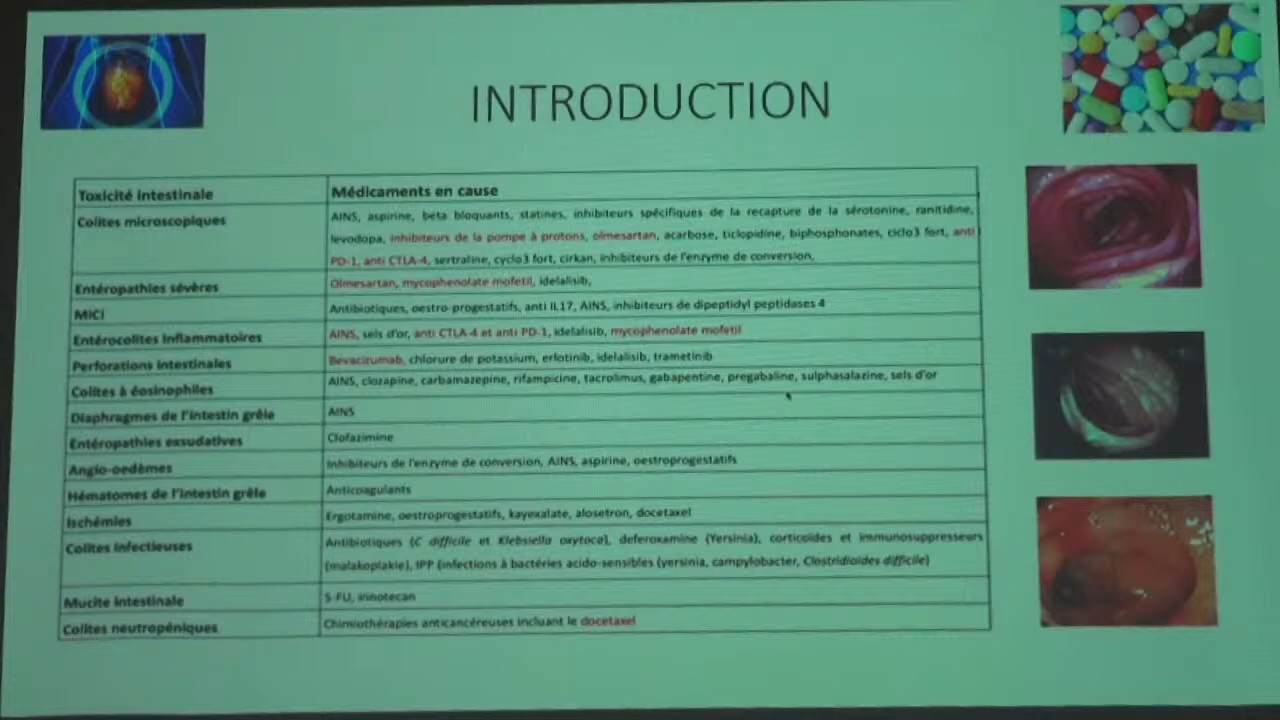 INTRODUCTION
Toxicité intestinale
Médicaments en cause
Colites microscopiques
AINS, aspirine, beta bloquants, statines, inhibiteurs spécifiques de la recapture de la sérotonine, ranitidine,
levodopa, inhibiteurs de la pompe à protons, olmesartan, acarbose, ticlopidine, biphosphonates, ciclo3 fort, anti
PD-1, anti CTLA-4, sertraline, cyclo3 fort, cirkan, inhibiteurs de l'enzyme de conversion,
Entéropathies sévères
Olmesartan, mycophenolate mofetil, idelalisib,
MICI
Antibiotiques, oestro-progestatifs, anti IL17, AINS, inhibiteurs de dipeptidyl peptidases 4
Entérocolites inflammatoires
AINS, sels d'or, anti CTLA-4 et anti PD-1, idelalisib, mycophenolate mofetil
Perforations intestinales
Bevacizumab, chlorure de potassium, erlotinib, idelalisib, trametinib
Colites à éosinophiles
AINS, clozapine, carbamazepine, rifampicine, tacrolimus, gabapentine, pregabaline, sulphasalazine, sels d'or
Diaphragmes de l'intestin grêle
AINS
Entéropathies exsudatives
Clofazimine
Angio-oedèmes
Inhibiteurs de l'enzyme de conversion, AINS, aspirine, oestroprogestatifs
Hématomes de l'intestin grêle
Anticoagulants
Ischémies
Ergotamine, oestroprogestatifs, kayexalate, alosetron, docetaxel
Colites infectieuses
Antibiotiques (C difficile et Klebsiella oxytoca), deferoxamine (Yersinia), corticoides et immunosuppresseurs
(malakoplakie), IPP (infections à bactéries acido-sensibles (yersinia, campylobacter, Clostridioides difficile)
Mucite intestinale
5-FU, irinotecan
Colites neutropéniques
Chimiothérapies anticancéreuses incluant le docetaxel